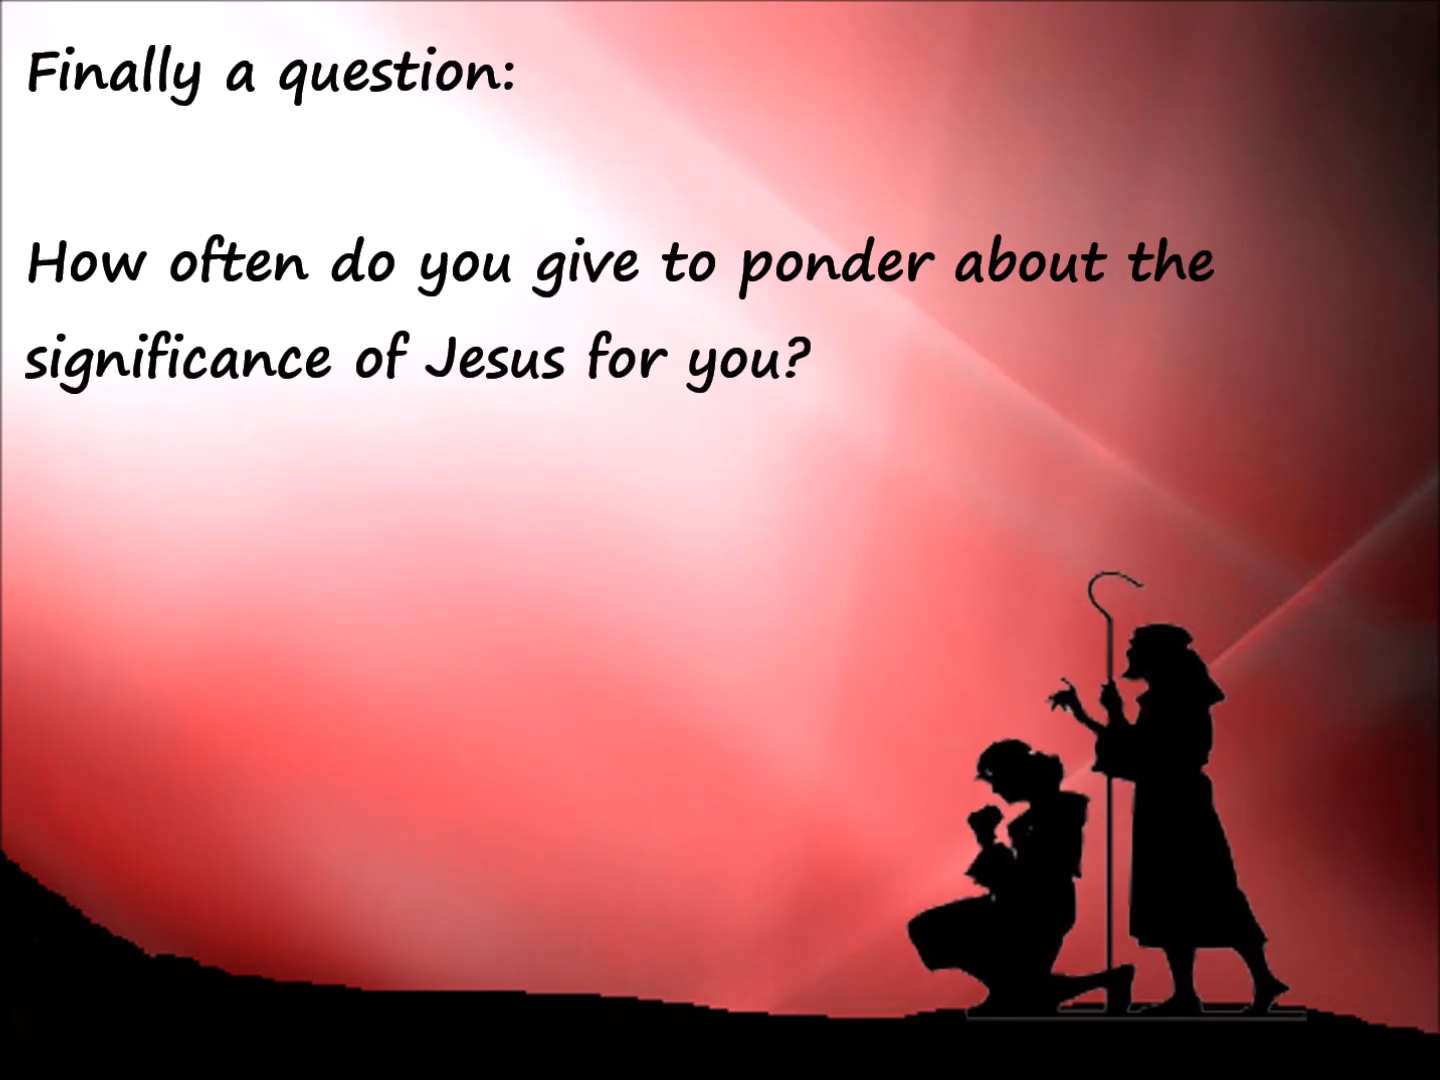 Finally a question:
How often do you give to ponder about the
significance of Jesus for you?